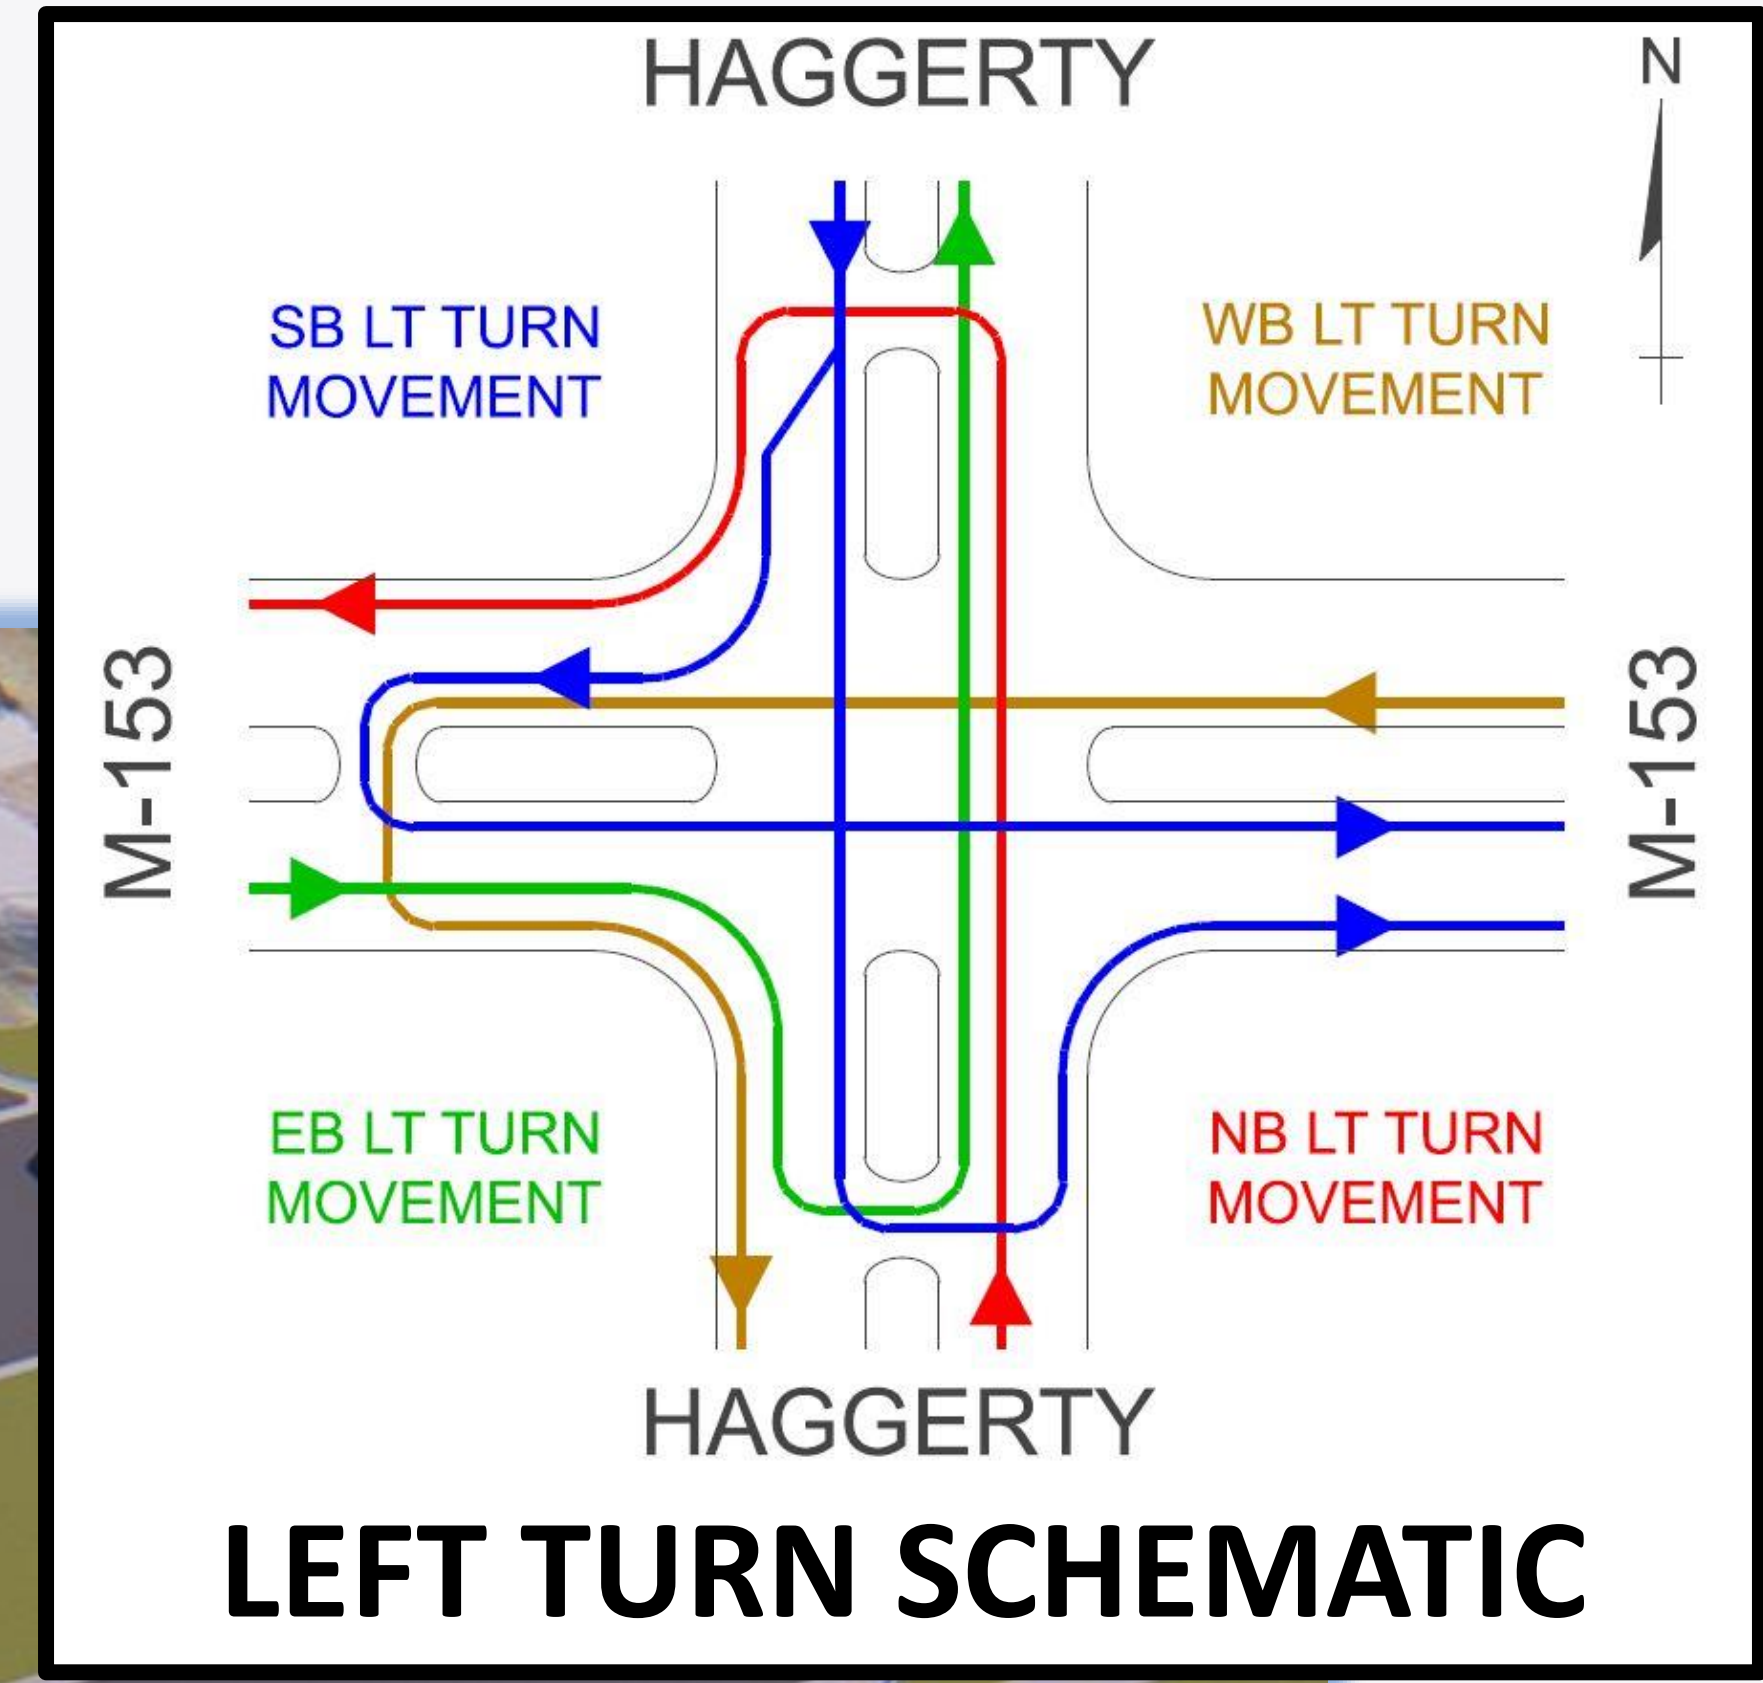 HAGGERTY
N
SB LT TURN
MOVEMENT
WB LT TURN
MOVEMENT
M-153
M-153
EB LT TURN
MOVEMENT
NB LT TURN
MOVEMENT
HAGGERTY
LEFT TURN SCHEMATIC